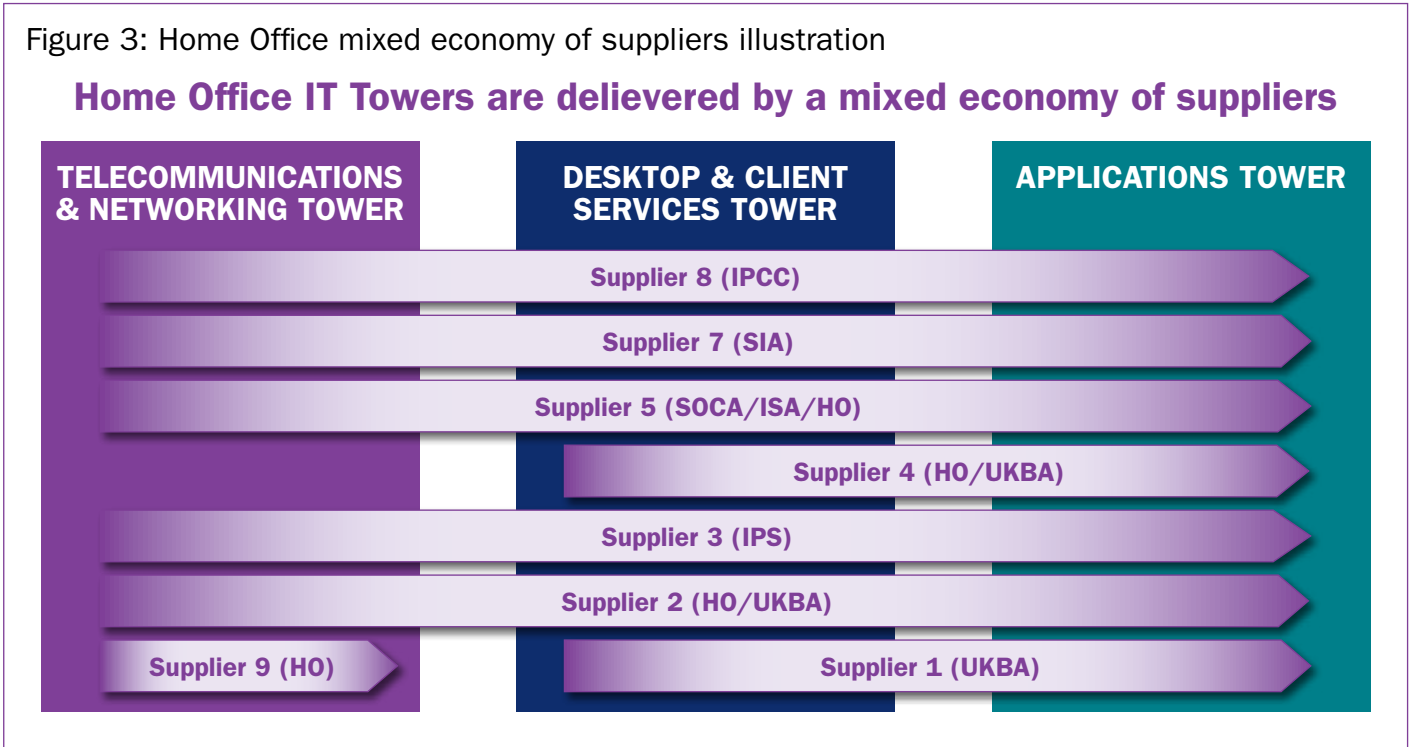 Figure 3: Home Office mixed economy of suppliers illustration
Home Office IT Towers are delievered by a mixed economy of suppliers
TELECOMMUNICATIONS
& NETWORKING TOWER
DESKTOP & CLIENT
SERVICES TOWER
APPLICATIONS TOWER
Supplier 8 (IPCC)
Supplier 7 (SIA)
Supplier 5 (SOCA/ISA/HO)
Supplier 4 (HO/UKBA)
Supplier 3 (IPS)
Supplier 2 (HO/UKBA)
Supplier 9 (HO)
Supplier 1 (UKBA)